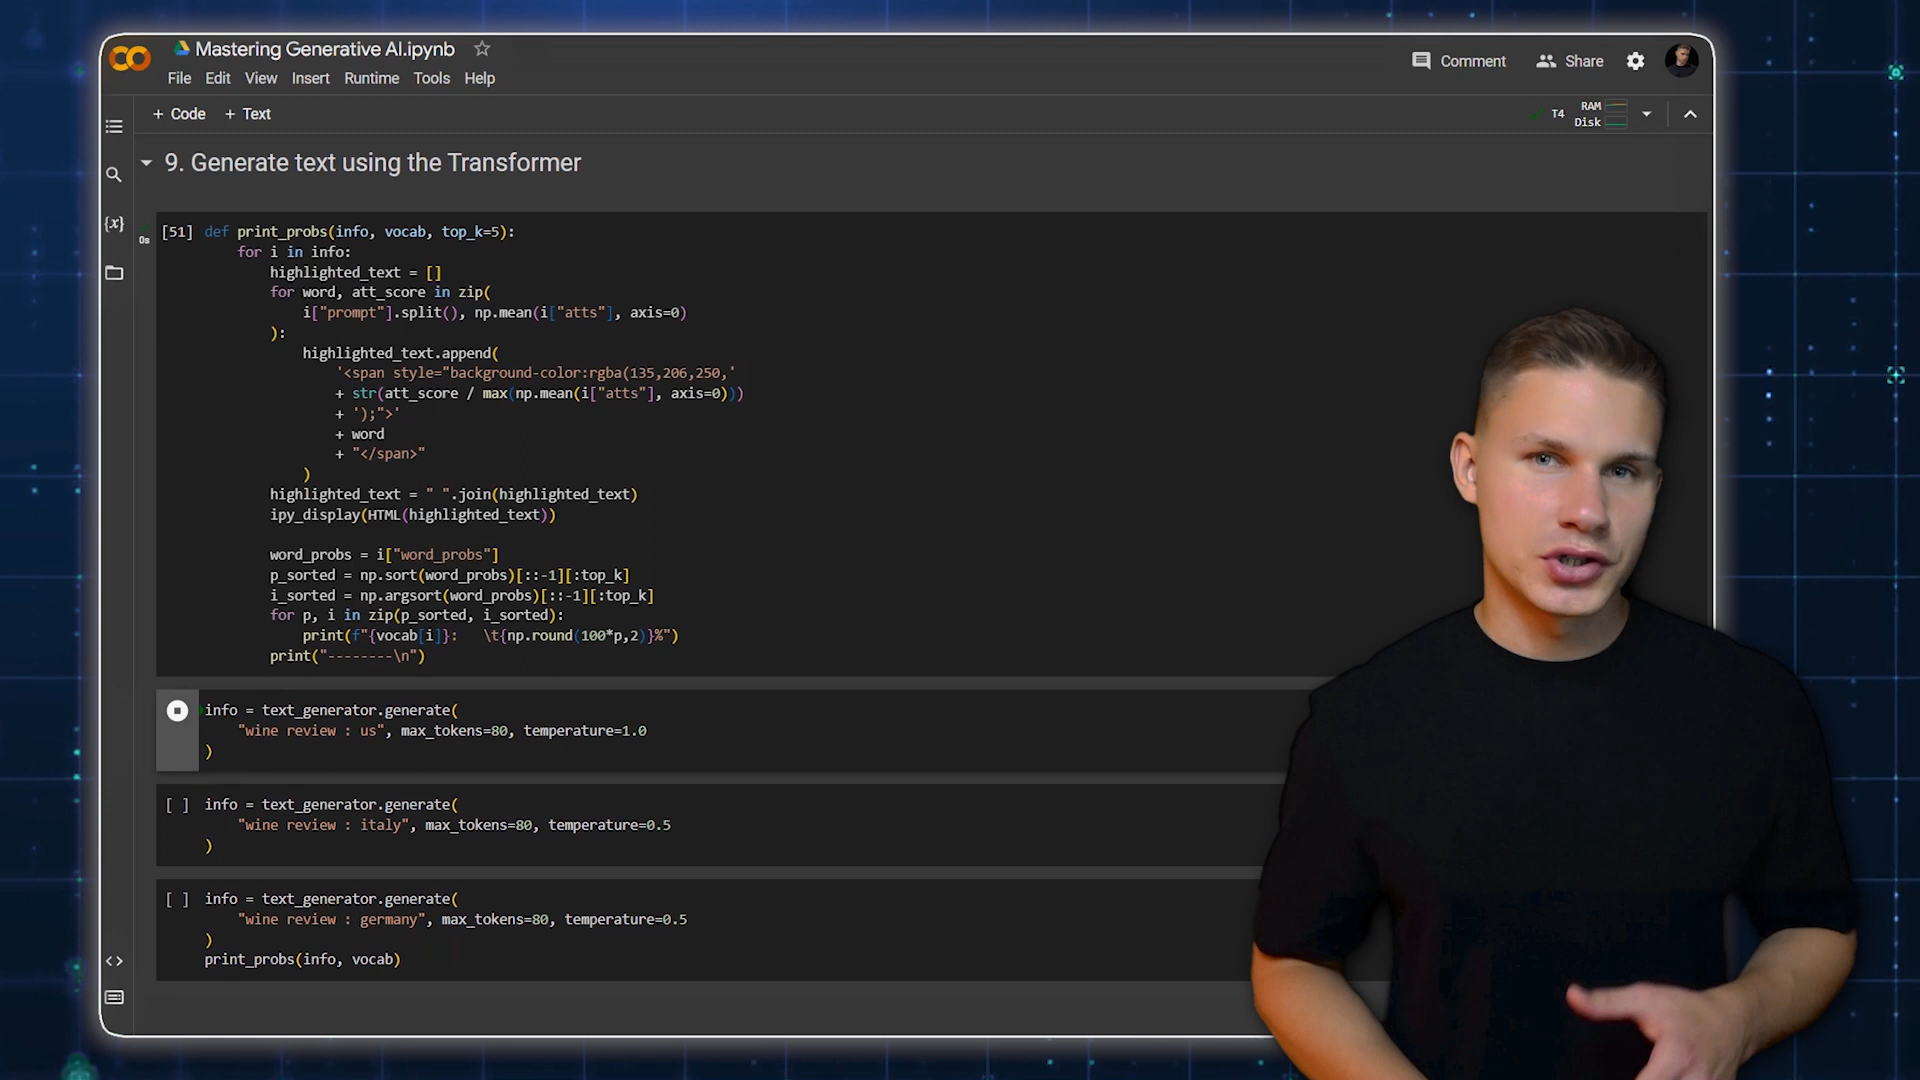 Mastering Generative AI.ipynb
File Edit View Insert Runtime Tools Help
Comment Share
+ Code + Text
T4 RAM
Disk
9. Generate text using the Transformer
0s
[51] def print_probs(info, vocab, top_k=5):
for i in info:
highlighted_text = []
for word, att_score in zip(
i["prompt"].split(), np.mean(i["atts"], axis=0)
):
highlighted_text.append(
'<span style="background-color:rgba(135,206,250,'
+ str(att_score / max(np.mean(i["atts"], axis=0)))
+ ');">'
+ word
+ "</span>"
)
highlighted_text = " ".join(highlighted_text)
ipy_display(HTML(highlighted_text))
word_probs = i["word_probs"]
p_sorted = np.sort(word_probs)[::-1][:top_k]
i_sorted = np.argsort(word_probs)[::-1][:top_k]
for p, i in zip(p_sorted, i_sorted):
print(f"{vocab[i]}:   \t{np.round(100*p,2)}%")
print("--------\n")
info = text_generator.generate(
"wine review : us", max_tokens=80, temperature=1.0
)
[ ] info = text_generator.generate(
"wine review : italy", max_tokens=80, temperature=0.5
)
[ ] info = text_generator.generate(
"wine review : germany", max_tokens=80, temperature=0.5
)
print_probs(info, vocab)